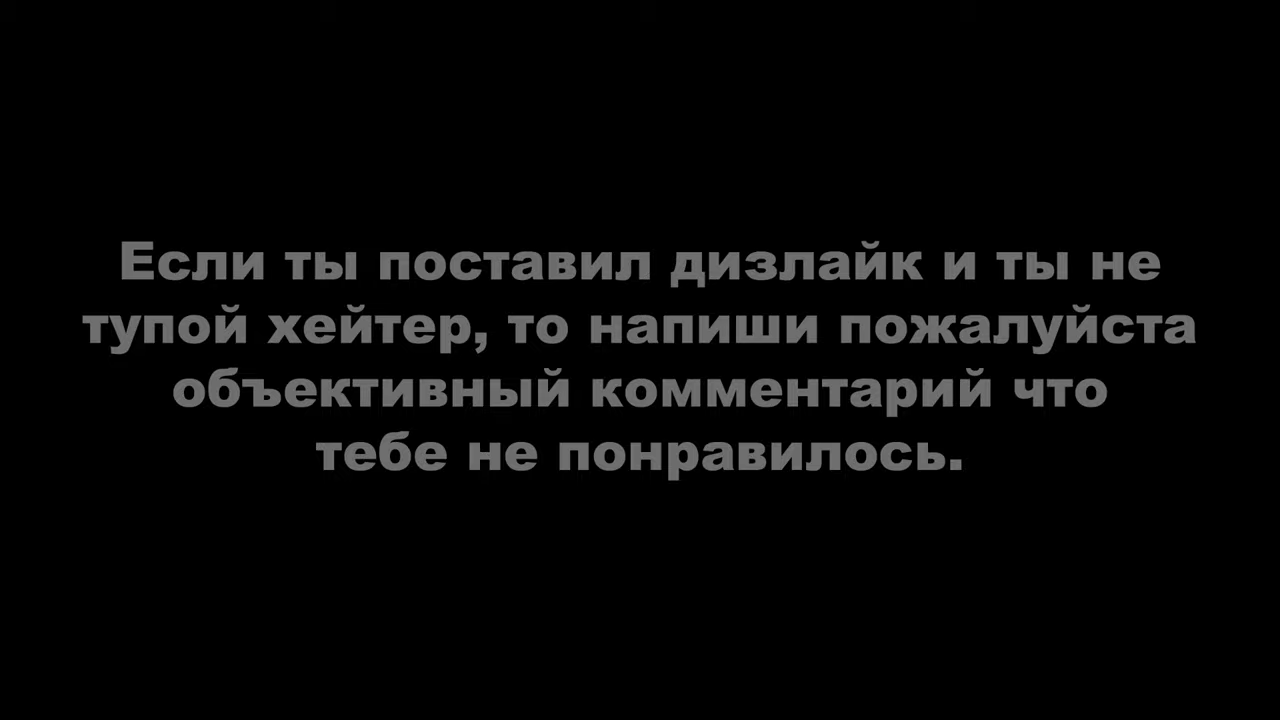 Если ты поставил дизлайк и ты не
тупой хейтер, то напиши пожалуйста
объективный комментарий что
тебе не понравилось.